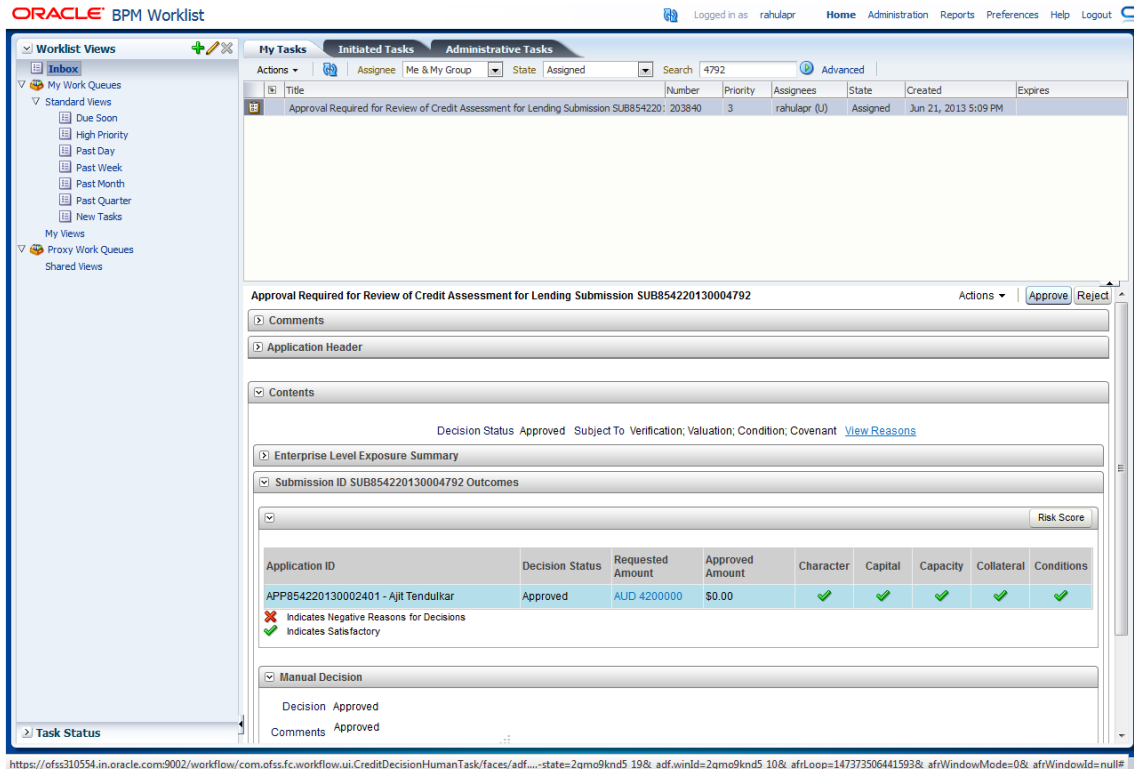 ORACLE® BPM Worklist
Logged in as rahulapr Home Administration Reports Preferences Help Logout
Worklist Views
Inbox
My Work Queues
Standard Views
Due Soon
High Priority
Past Day
Past Week
Past Month
Past Quarter
New Tasks
My Views
Proxy Work Queues
Shared Views
Task Status
My Tasks Initiated Tasks Administrative Tasks
Actions Assignee Me & My Group State Assigned Search 4792 Advanced
Title Number Priority Assignees State Created Expires
Approval Required for Review of Credit Assessment for Lending Submission SUB854220: 203840 3 rahulapr (U) Assigned Jun 21, 2013 5:09 PM
Approval Required for Review of Credit Assessment for Lending Submission SUB854220130004792 Actions Approve Reject
Comments
Application Header
Contents
Decision Status Approved Subject To Verification; Valuation; Condition; Covenant View Reasons
Enterprise Level Exposure Summary
Submission ID SUB854220130004792 Outcomes
Risk Score
Application ID Decision Status Requested Amount Approved Amount Character Capital Capacity Collateral Conditions
APP854220130002401 - Ajit Tendulkar Approved AUD 4200000 $0.00
Indicates Negative Reasons for Decisions
Indicates Satisfactory
Manual Decision
Decision Approved
Comments Approved
https://ofss310554.in.oracle.com:9002/workflow/com.ofss.fc.workflow.ui.CreditDecisionHumanTask/faces/adf....-state=2qmo9knd5_19&_adf.winId=2qmo9knd5_10&_afrLoop=14737350644159​3&_afrWindowMode=0&_afrWindowId=null#